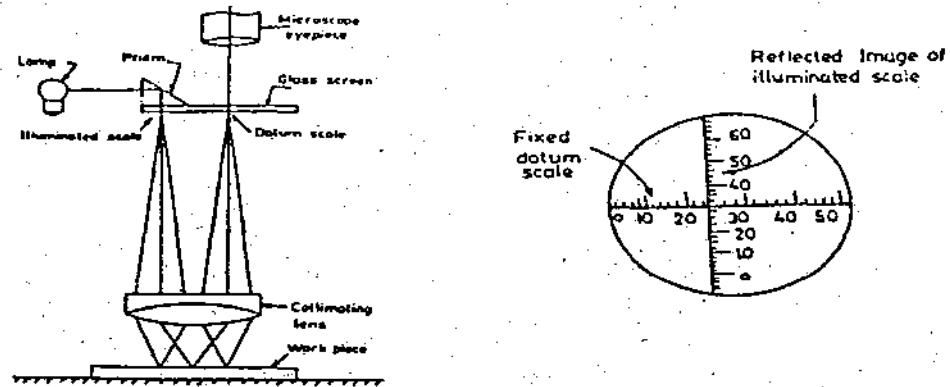 Microscope
eyepiece
Lamp
Prism
Glass screen
Illuminated scale
Datum scale
Collimating
lens
Work piece
Reflected Image of
illuminated scale
Fixed
datum
scale
60
50
40
0 10 20 30 40 50
20
10
0